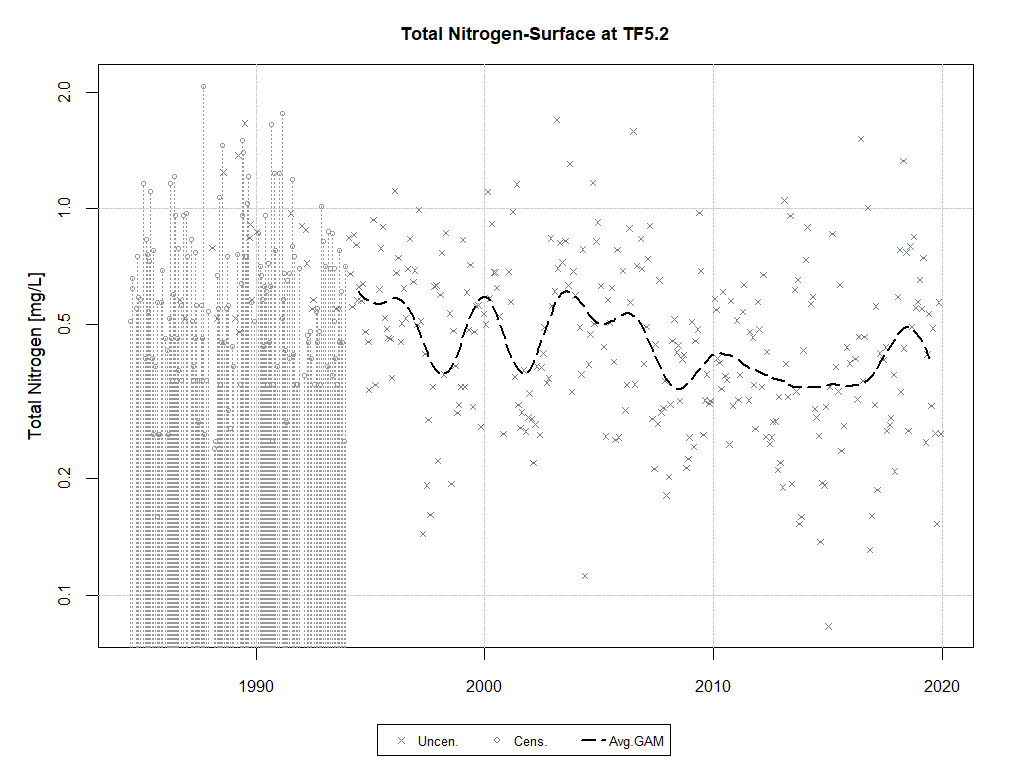 Total Nitrogen-Surface at TF5.2
Total Nitrogen [mg/L]
2.0
1.0
0.5
0.2
0.1
1990 2000 2010 2020
Uncen. Cens. Avg.GAM